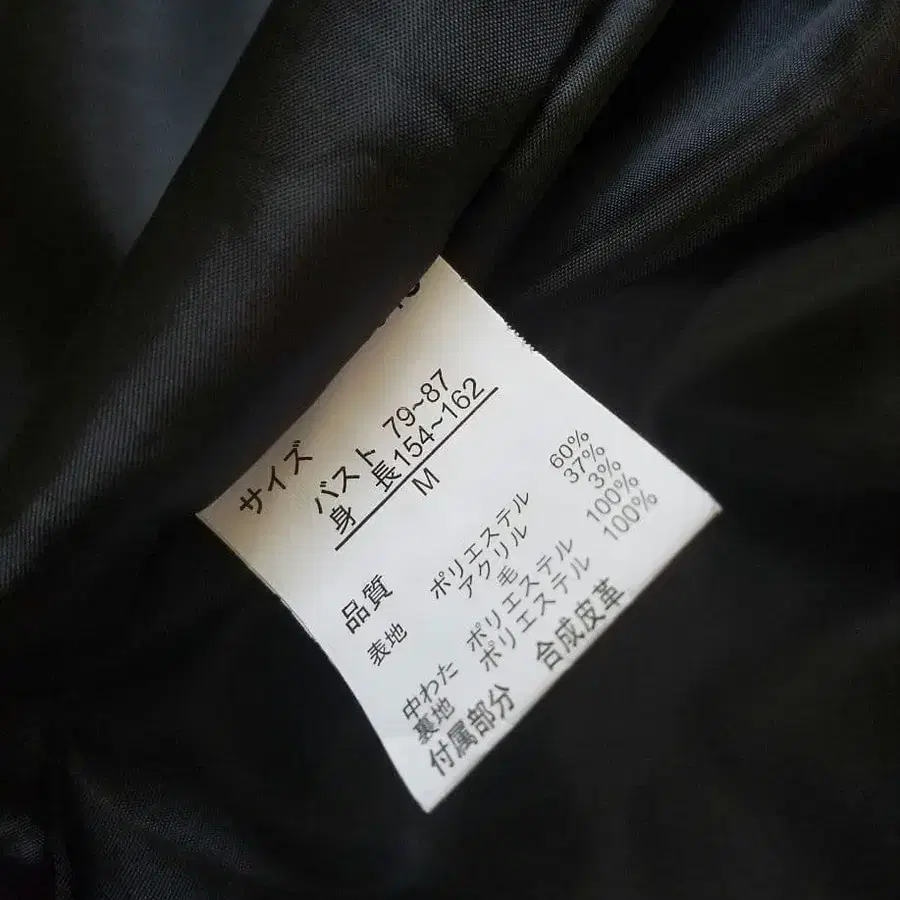 サイズ
バスト 79~87
身 長154~162
M
品質
表地 ポリエステル 60%
アクリル 37%
毛 3%
中わた ポリエステル 100%
裏地 ポリエステル 100%
付属部分 合成皮革